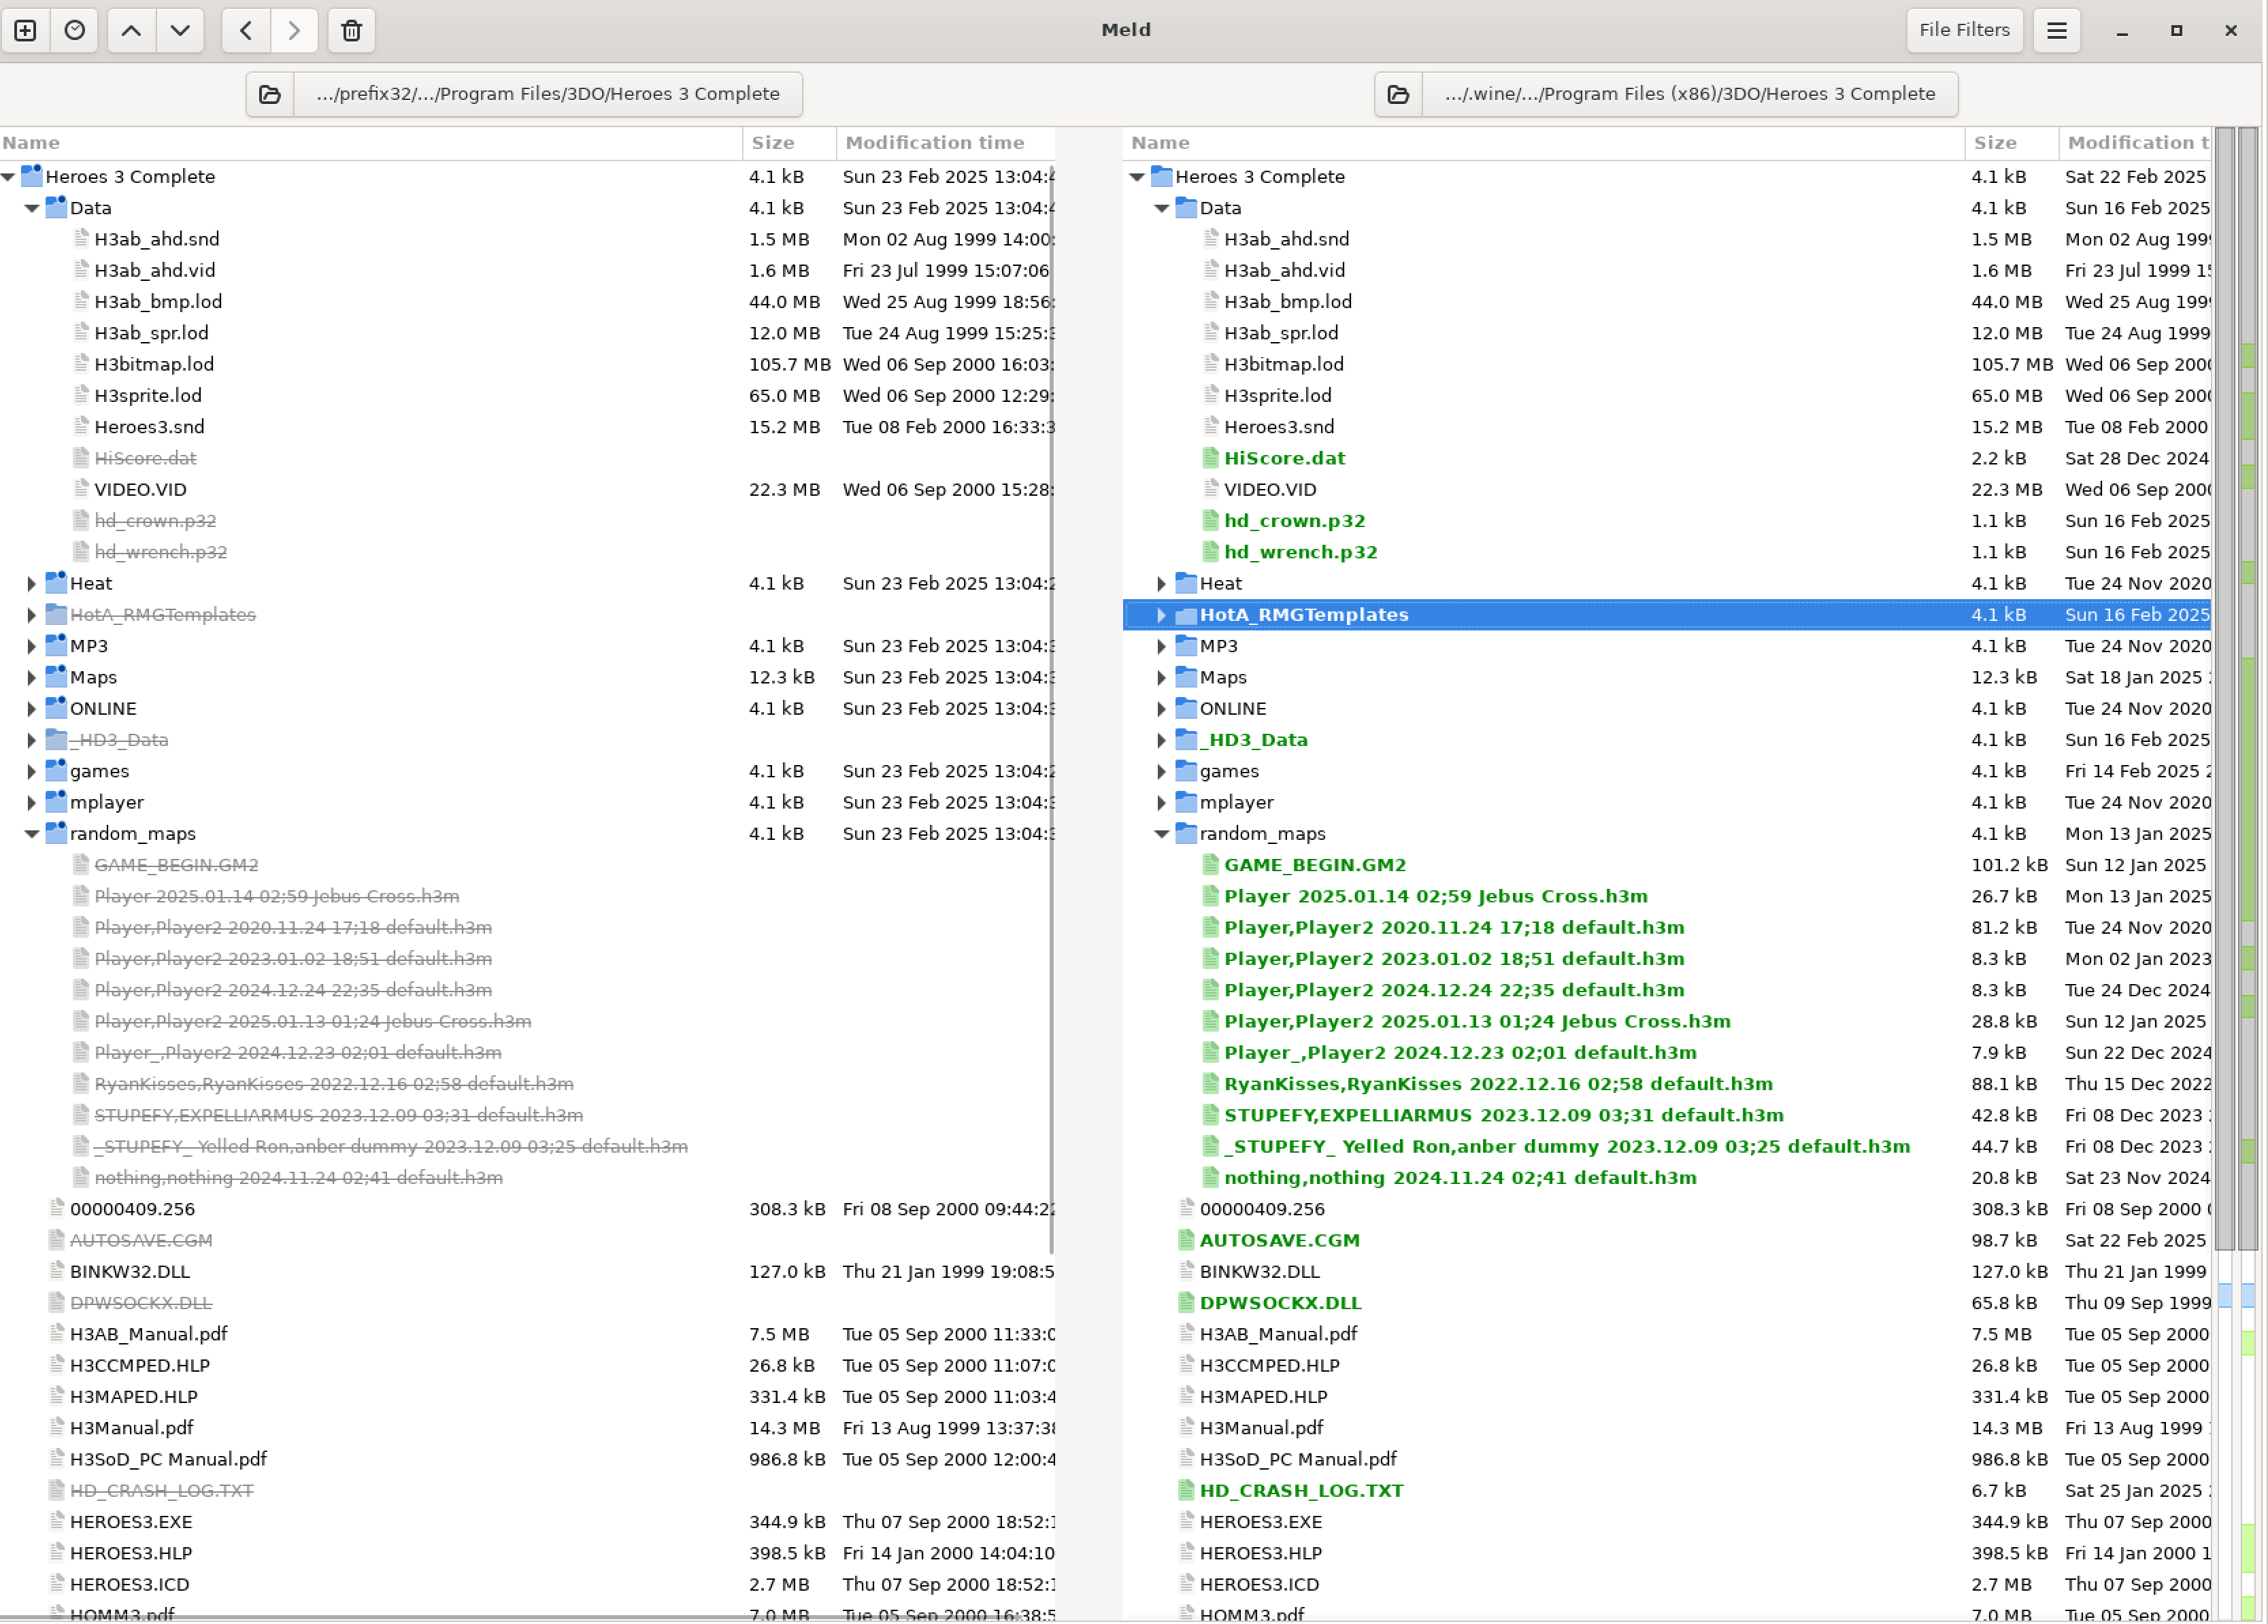 Meld
File Filters
.../prefix32/.../Program Files/3DO/Heroes 3 Complete
.../.wine/.../Program Files (x86)/3DO/Heroes 3 Complete
Name Size Modification time
Heroes 3 Complete 4.1 kB Sun 23 Feb 2025 13:04:4
Data 4.1 kB Sun 23 Feb 2025 13:04:4
H3ab_ahd.snd 1.5 MB Mon 02 Aug 1999 14:00:
H3ab_ahd.vid 1.6 MB Fri 23 Jul 1999 15:07:06
H3ab_bmp.lod 44.0 MB Wed 25 Aug 1999 18:56:
H3ab_spr.lod 12.0 MB Tue 24 Aug 1999 15:25:3
H3bitmap.lod 105.7 MB Wed 06 Sep 2000 16:03:
H3sprite.lod 65.0 MB Wed 06 Sep 2000 12:29:
Heroes3.snd 15.2 MB Tue 08 Feb 2000 16:33:3
HiScore.dat
VIDEO.VID 22.3 MB Wed 06 Sep 2000 15:28:
hd_crown.p32
hd_wrench.p32
Heat 4.1 kB Sun 23 Feb 2025 13:04:2
HotA_RMGTemplates
MP3 4.1 kB Sun 23 Feb 2025 13:04:3
Maps 12.3 kB Sun 23 Feb 2025 13:04:3
ONLINE 4.1 kB Sun 23 Feb 2025 13:04:3
_HD3_Data
games 4.1 kB Sun 23 Feb 2025 13:04:2
mplayer 4.1 kB Sun 23 Feb 2025 13:04:3
random_maps 4.1 kB Sun 23 Feb 2025 13:04:3
GAME_BEGIN.GM2
Player 2025.01.14 02;59 Jebus Cross.h3m
Player,Player2 2020.11.24 17;18 default.h3m
Player,Player2 2023.01.02 18;51 default.h3m
Player,Player2 2024.12.24 22;35 default.h3m
Player,Player2 2025.01.13 01;24 Jebus Cross.h3m
Player_,Player2 2024.12.23 02;01 default.h3m
RyanKisses,RyanKisses 2022.12.16 02;58 default.h3m
STUPEFY,EXPELLIARMUS 2023.12.09 03;31 default.h3m
_STUPEFY_ Yelled Ron,anber dummy 2023.12.09 03;25 default.h3m
nothing,nothing 2024.11.24 02;41 default.h3m
00000409.256 308.3 kB Fri 08 Sep 2000 09:44:22
AUTOSAVE.CGM
BINKW32.DLL 127.0 kB Thu 21 Jan 1999 19:08:5
DPWSOCKX.DLL
H3AB_Manual.pdf 7.5 MB Tue 05 Sep 2000 11:33:0
H3CCMPED.HLP 26.8 kB Tue 05 Sep 2000 11:07:0
H3MAPED.HLP 331.4 kB Tue 05 Sep 2000 11:03:4
H3Manual.pdf 14.3 MB Fri 13 Aug 1999 13:37:38
H3SoD_PC Manual.pdf 986.8 kB Tue 05 Sep 2000 12:00:4
HD_CRASH_LOG.TXT
HEROES3.EXE 344.9 kB Thu 07 Sep 2000 18:52:1
HEROES3.HLP 398.5 kB Fri 14 Jan 2000 14:04:10
HEROES3.ICD 2.7 MB Thu 07 Sep 2000 18:52:1
HOMM3.pdf 7.0 MB Tue 05 Sep 2000 16:38:5
Name Size Modification t
Heroes 3 Complete 4.1 kB Sat 22 Feb 2025
Data 4.1 kB Sun 16 Feb 2025
H3ab_ahd.snd 1.5 MB Mon 02 Aug 1999
H3ab_ahd.vid 1.6 MB Fri 23 Jul 1999 15
H3ab_bmp.lod 44.0 MB Wed 25 Aug 1999
H3ab_spr.lod 12.0 MB Tue 24 Aug 1999
H3bitmap.lod 105.7 MB Wed 06 Sep 2000
H3sprite.lod 65.0 MB Wed 06 Sep 2000
Heroes3.snd 15.2 MB Tue 08 Feb 2000
HiScore.dat 2.2 kB Sat 28 Dec 2024
VIDEO.VID 22.3 MB Wed 06 Sep 2000
hd_crown.p32 1.1 kB Sun 16 Feb 2025
hd_wrench.p32 1.1 kB Sun 16 Feb 2025
Heat 4.1 kB Tue 24 Nov 2020
HotA_RMGTemplates 4.1 kB Sun 16 Feb 2025
MP3 4.1 kB Tue 24 Nov 2020
Maps 12.3 kB Sat 18 Jan 2025
ONLINE 4.1 kB Tue 24 Nov 2020
_HD3_Data 4.1 kB Sun 16 Feb 2025
games 4.1 kB Fri 14 Feb 2025 2
mplayer 4.1 kB Tue 24 Nov 2020
random_maps 4.1 kB Mon 13 Jan 2025
GAME_BEGIN.GM2 101.2 kB Sun 12 Jan 2025
Player 2025.01.14 02;59 Jebus Cross.h3m 26.7 kB Mon 13 Jan 2025
Player,Player2 2020.11.24 17;18 default.h3m 81.2 kB Tue 24 Nov 2020
Player,Player2 2023.01.02 18;51 default.h3m 8.3 kB Mon 02 Jan 2023
Player,Player2 2024.12.24 22;35 default.h3m 8.3 kB Tue 24 Dec 2024
Player,Player2 2025.01.13 01;24 Jebus Cross.h3m 28.8 kB Sun 12 Jan 2025
Player_,Player2 2024.12.23 02;01 default.h3m 7.9 kB Sun 22 Dec 2024
RyanKisses,RyanKisses 2022.12.16 02;58 default.h3m 88.1 kB Thu 15 Dec 2022
STUPEFY,EXPELLIARMUS 2023.12.09 03;31 default.h3m 42.8 kB Fri 08 Dec 2023
_STUPEFY_ Yelled Ron,anber dummy 2023.12.09 03;25 default.h3m 44.7 kB Fri 08 Dec 2023
nothing,nothing 2024.11.24 02;41 default.h3m 20.8 kB Sat 23 Nov 2024
00000409.256 308.3 kB Fri 08 Sep 2000 0
AUTOSAVE.CGM 98.7 kB Sat 22 Feb 2025
BINKW32.DLL 127.0 kB Thu 21 Jan 1999
DPWSOCKX.DLL 65.8 kB Thu 09 Sep 1999
H3AB_Manual.pdf 7.5 MB Tue 05 Sep 2000
H3CCMPED.HLP 26.8 kB Tue 05 Sep 2000
H3MAPED.HLP 331.4 kB Tue 05 Sep 2000
H3Manual.pdf 14.3 MB Fri 13 Aug 1999
H3SoD_PC Manual.pdf 986.8 kB Tue 05 Sep 2000
HD_CRASH_LOG.TXT 6.7 kB Sat 25 Jan 2025
HEROES3.EXE 344.9 kB Thu 07 Sep 2000
HEROES3.HLP 398.5 kB Fri 14 Jan 2000 1
HEROES3.ICD 2.7 MB Thu 07 Sep 2000
HOMM3.pdf 7.0 MB Tue 05 Sep 2000